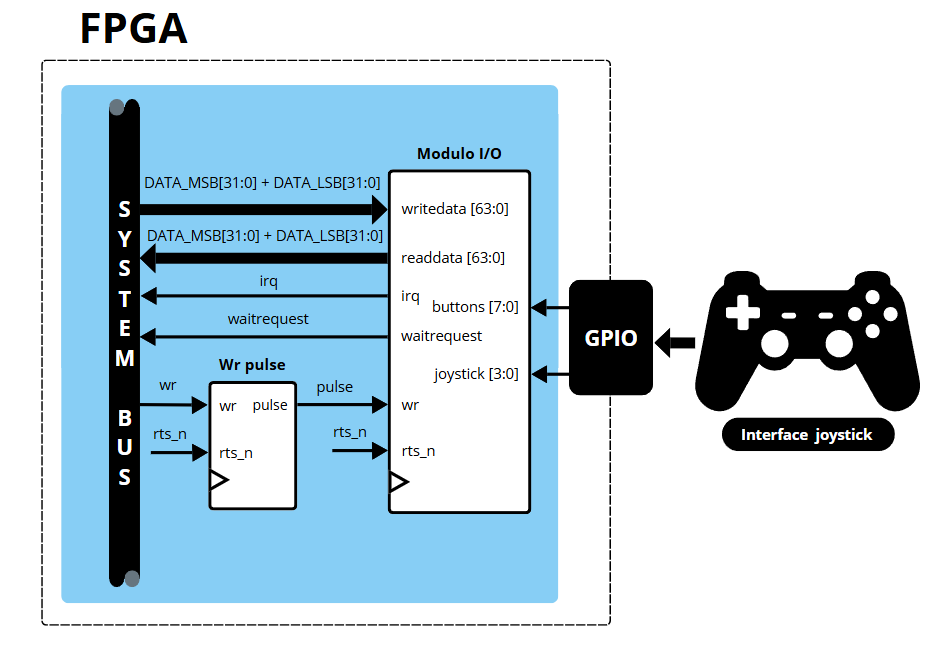 FPGA
SYSTEM BUS
DATA_MSB[31:0] + DATA_LSB[31:0]
DATA_MSB[31:0] + DATA_LSB[31:0]
irq
waitrequest
Wr pulse
wr
rts_n
wr
pulse
rts_n
pulse
rts_n
Modulo I/O
writedata [63:0]
readdata [63:0]
irq
buttons [7:0]
waitrequest
joystick [3:0]
wr
rts_n
GPIO
Interface joystick